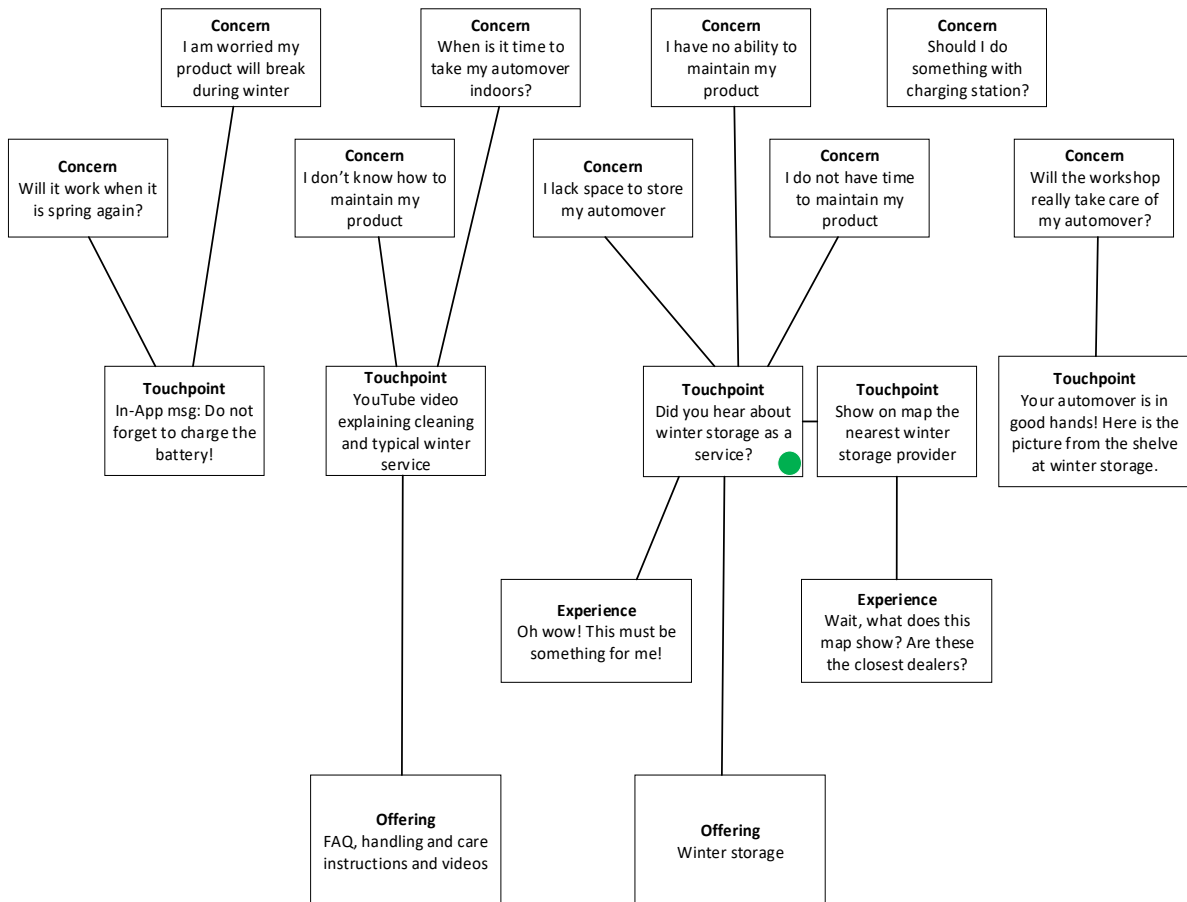 Concern
I am worried my
product will break
during winter
Concern
When is it time to
take my automover
indoors?
Concern
I have no ability to
maintain my
product
Concern
Should I do
something with
charging station?
Concern
Will it work when it
is spring again?
Concern
I don’t know how to
maintain my
product
Concern
I lack space to store
my automover
Concern
I do not have time
to maintain my
product
Concern
Will the workshop
really take care of
my automover?
Touchpoint
In-App msg: Do not
forget to charge the
battery!
Touchpoint
YouTube video
explaining cleaning
and typical winter
service
Touchpoint
Did you hear about
winter storage as a
service?
Touchpoint
Show on map the
nearest winter
storage provider
Touchpoint
Your automover is in
good hands! Here is the
picture from the shelve
at winter storage.
Experience
Oh wow! This must be
something for me!
Experience
Wait, what does this
map show? Are these
the closest dealers?
Offering
FAQ, handling and care
instructions and videos
Offering
Winter storage